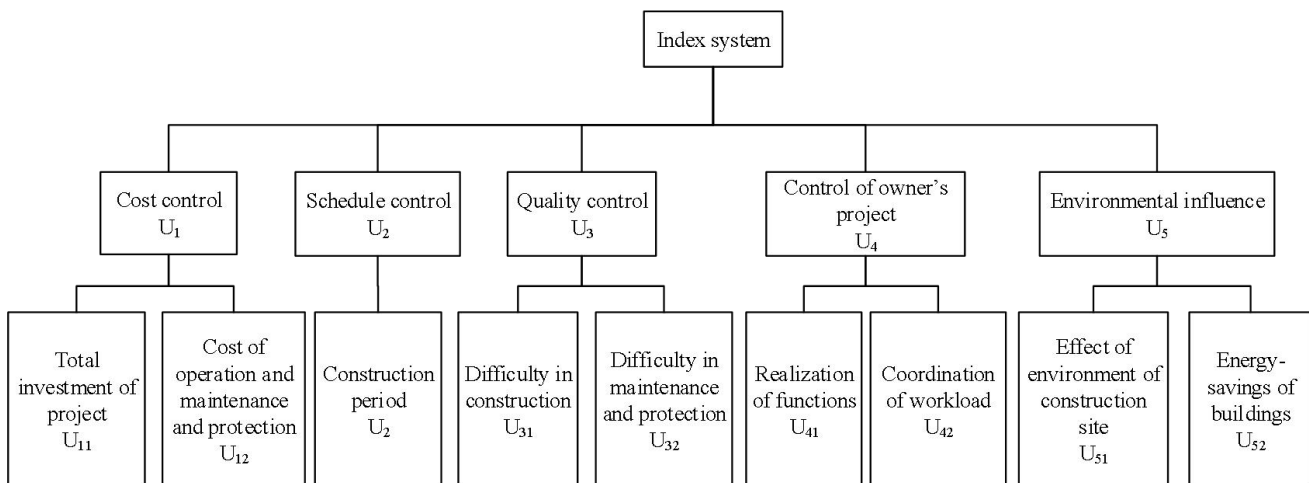 Index system
Cost control
U₁
Schedule control
U₂
Quality control
U₃
Control of owner’s
project
U₄
Environmental influence
U₅
Total
investment of
project
U₁₁
Cost of
operation and
maintenance
and protection
U₁₂
Construction
period
U₂
Difficulty in
construction
U₃₁
Difficulty in
maintenance
and protection
U₃₂
Realization
of functions
U₄₁
Coordination
of workload
U₄₂
Effect of
environment of
construction
site
U₅₁
Energy-
savings of
buildings
U₅₂